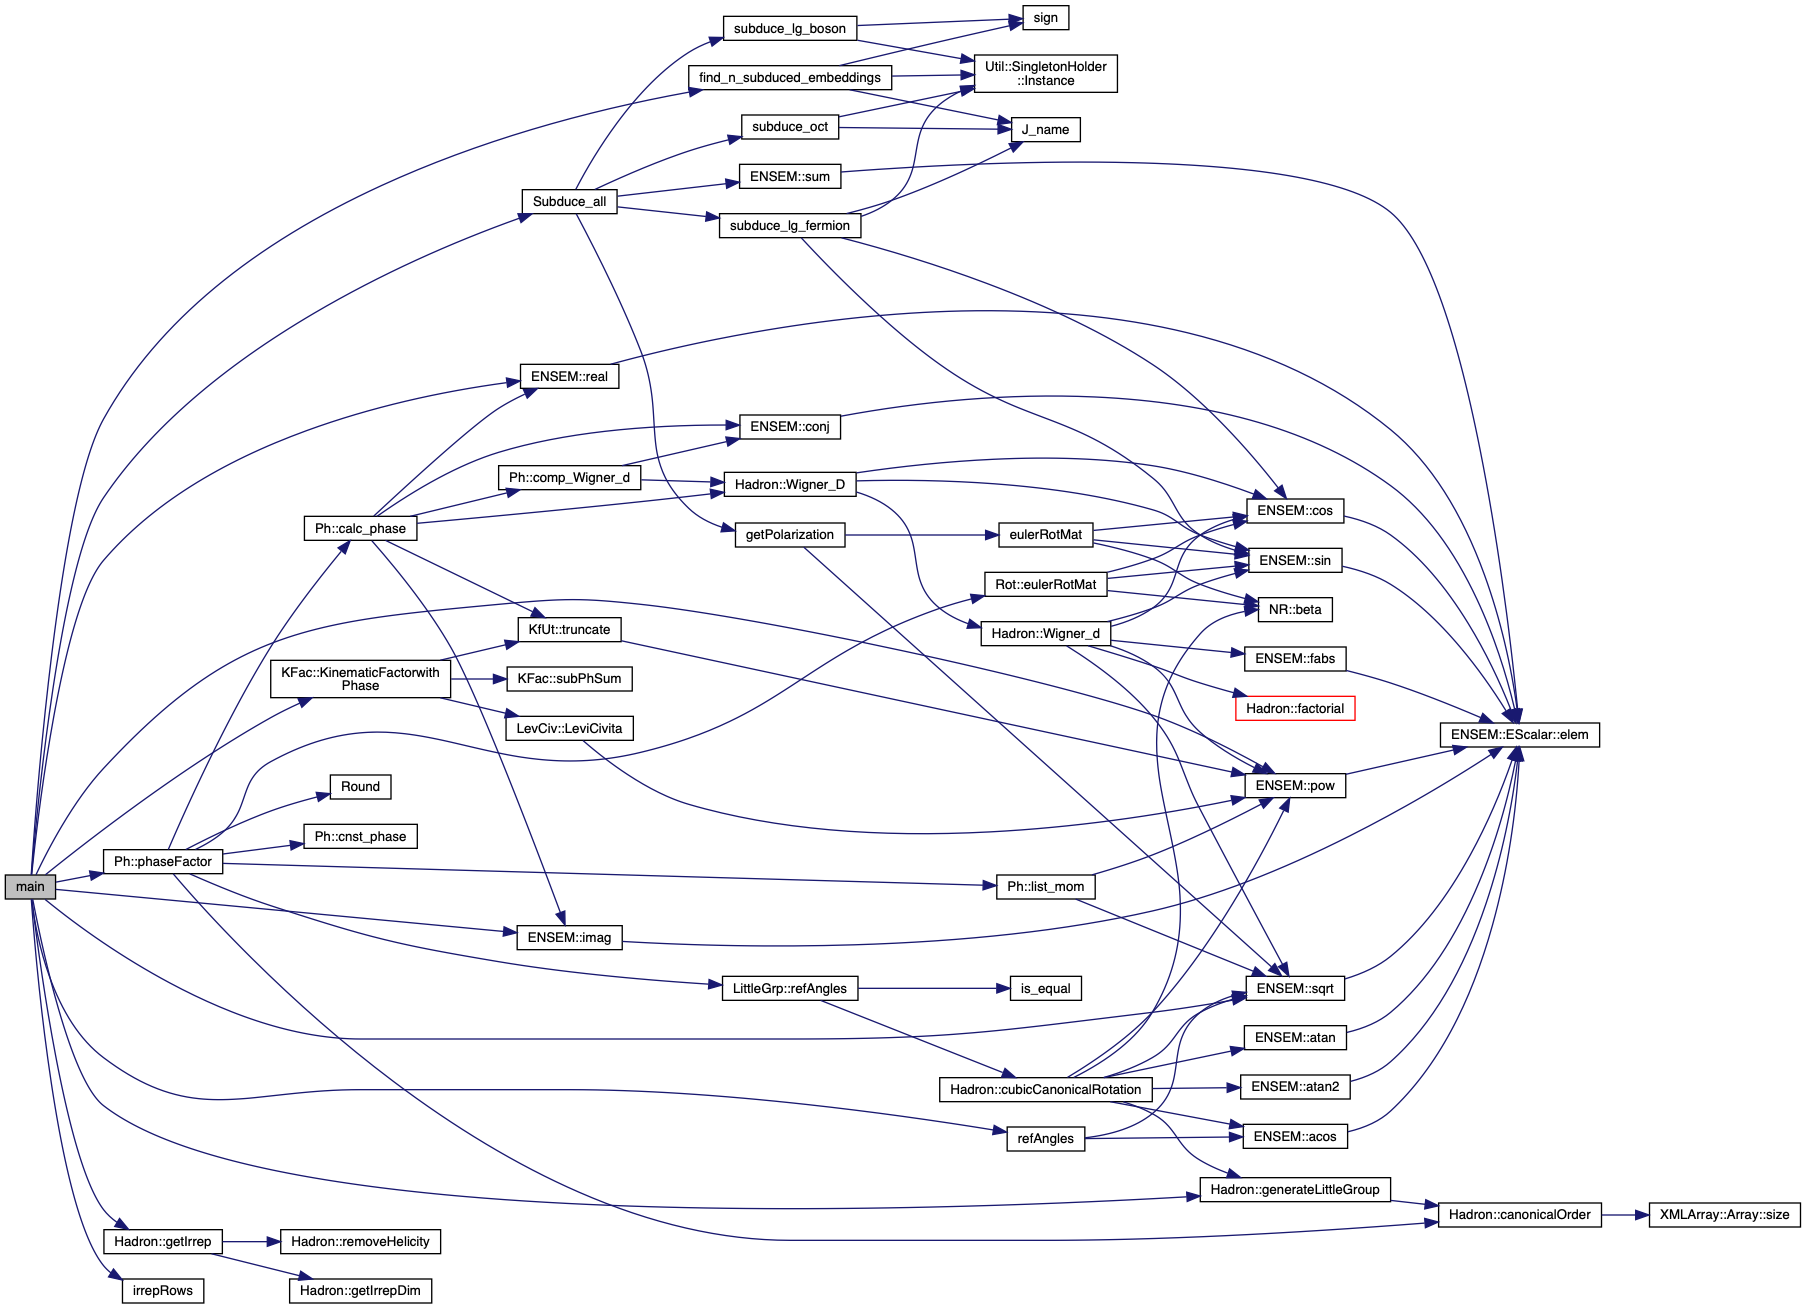 sign
subduce_lg_boson
Util::SingletonHolder
::Instance
find_n_subduced_embeddings
subduce_oct
J_name
ENSEM::sum
Subduce_all
subduce_lg_fermion
ENSEM::real
ENSEM::conj
Ph::comp_Wigner_d
Hadron::Wigner_D
ENSEM::cos
Ph::calc_phase
getPolarization
eulerRotMat
ENSEM::sin
Rot::eulerRotMat
NR::beta
KfUt::truncate
Hadron::Wigner_d
ENSEM::fabs
KFac::KinematicFactorwith
Phase
KFac::subPhSum
Hadron::factorial
LevCiv::LeviCivita
ENSEM::EScalar::elem
Round
ENSEM::pow
Ph::cnst_phase
Ph::phaseFactor
main
Ph::list_mom
ENSEM::imag
LittleGrp::refAngles
is_equal
ENSEM::sqrt
ENSEM::atan
Hadron::cubicCanonicalRotation
ENSEM::atan2
refAngles
ENSEM::acos
Hadron::generateLittleGroup
Hadron::canonicalOrder
XMLArray::Array::size
Hadron::getIrrep
Hadron::removeHelicity
irrepRows
Hadron::getIrrepDim